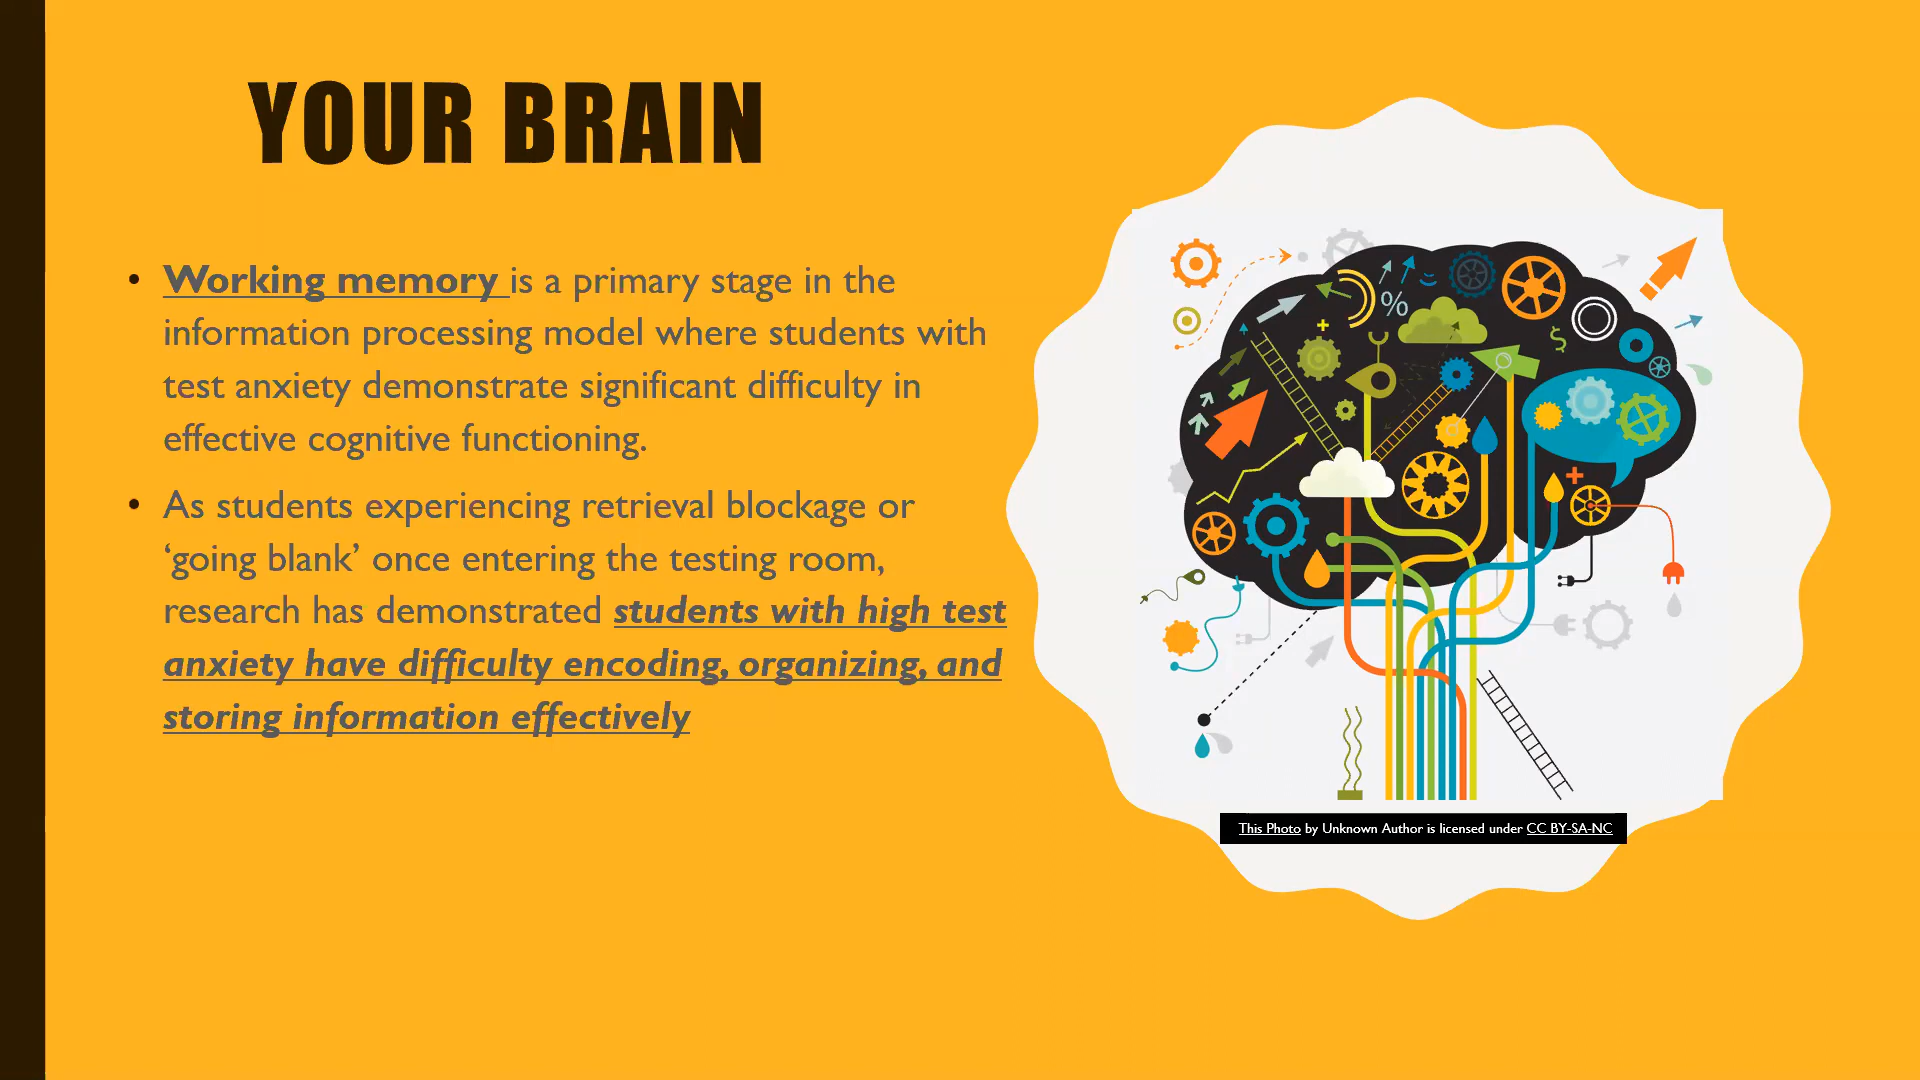 YOUR BRAIN
• Working memory is a primary stage in the
information processing model where students with
test anxiety demonstrate significant difficulty in
effective cognitive functioning.
• As students experiencing retrieval blockage or
‘going blank’ once entering the testing room,
research has demonstrated students with high test
anxiety have difficulty encoding, organizing, and
storing information effectively
%
$
This Photo by Unknown Author is licensed under CC BY-SA-NC